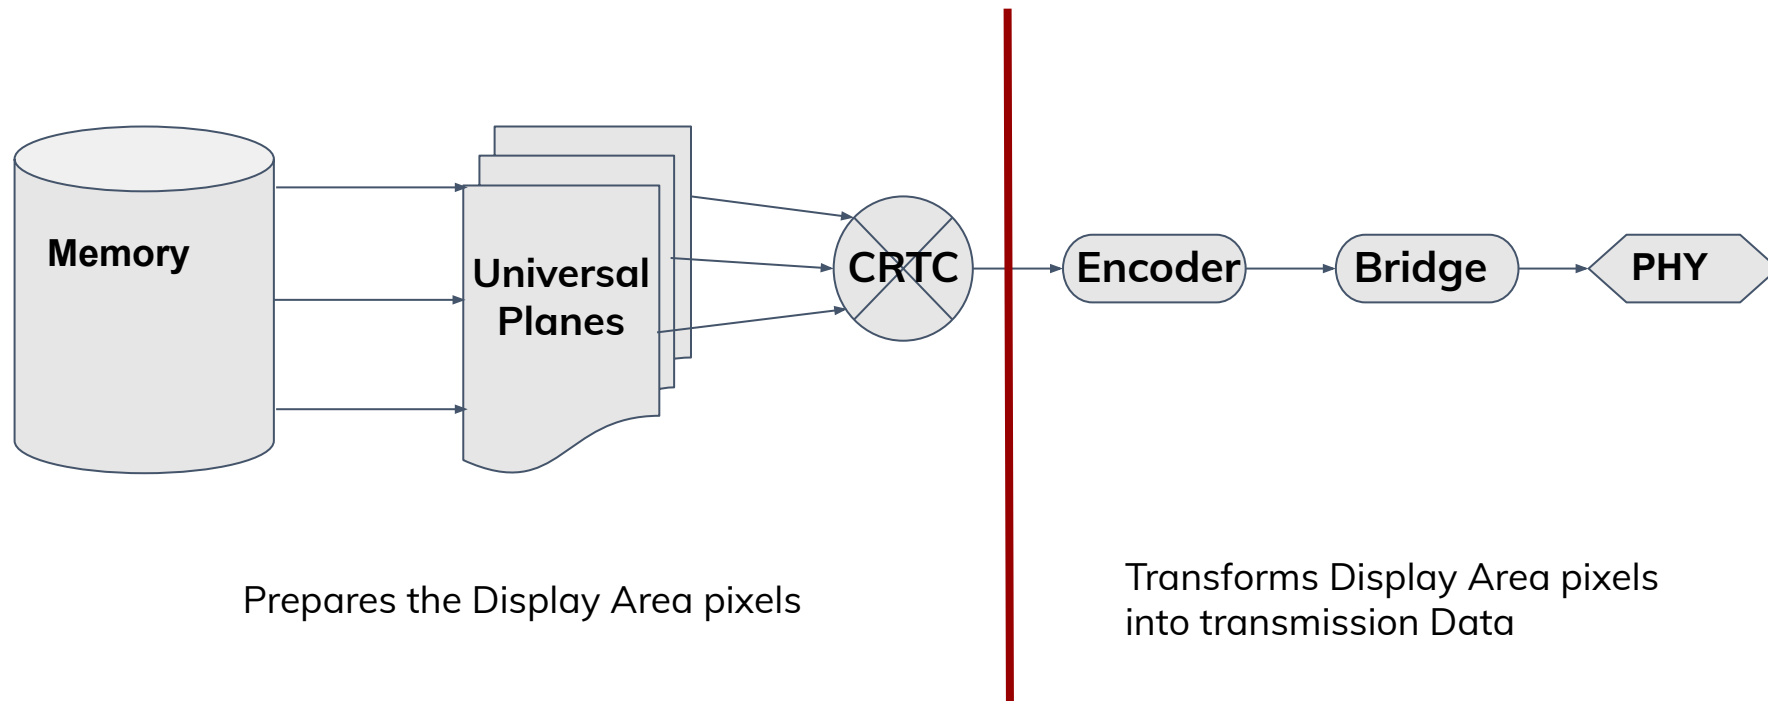 Memory
Universal
Planes
CRTC
Encoder
Bridge
PHY
Prepares the Display Area pixels
Transforms Display Area pixels
into transmission Data